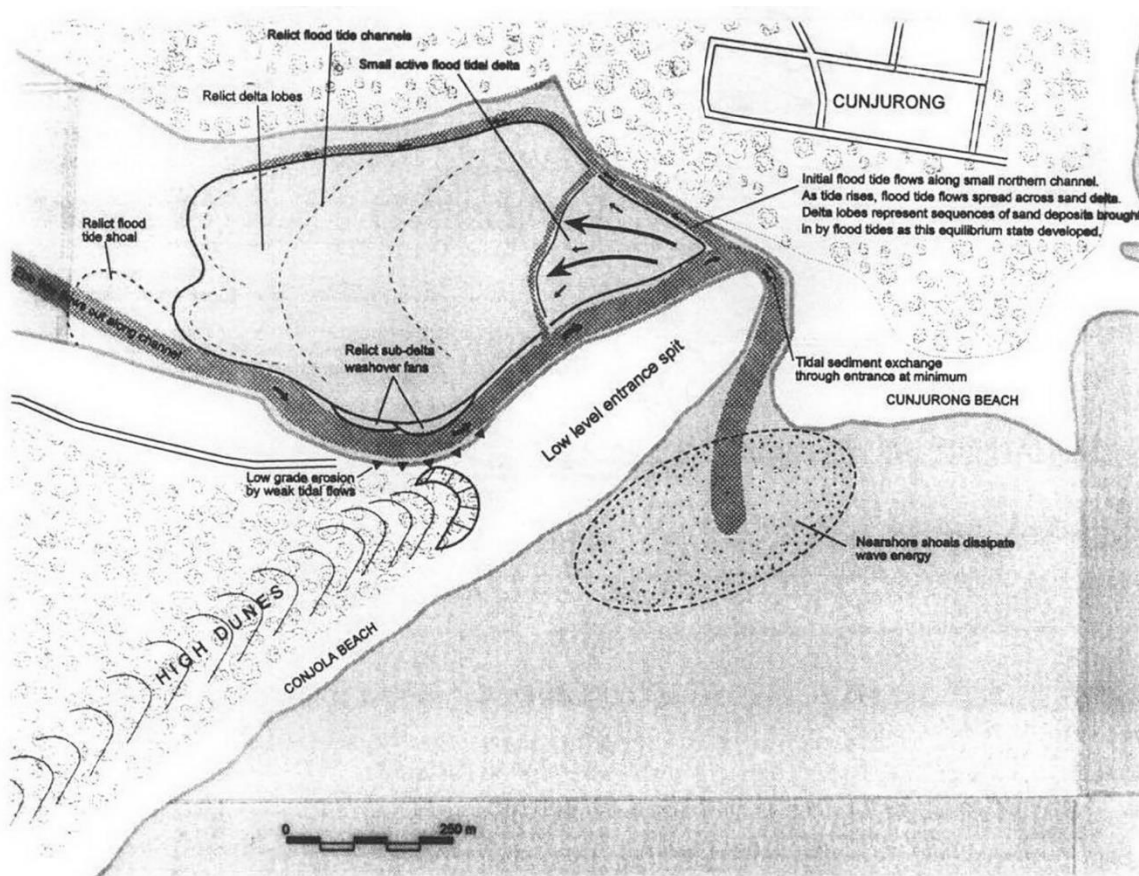 Relict flood tide channels
Small active flood tidal delta
Relict delta lobes
CUNJURONG
Initial flood tide flows along small northern channel.
As tide rises, flood tide flows spread across sand delta.
Delta lobes represent sequences of sand deposits brought
in by flood tides as this equilibrium state developed.
Relict flood
tide shoal
out along channel
Relict sub-delta
washover fans
Low level entrance spit
Tidal sediment exchange
through entrance at minimum
CUNJURONG BEACH
Low grade erosion
by weak tidal flows
Nearshore shoals dissipate
wave energy
HIGH DUNES
CONJOLA BEACH
0 250 m